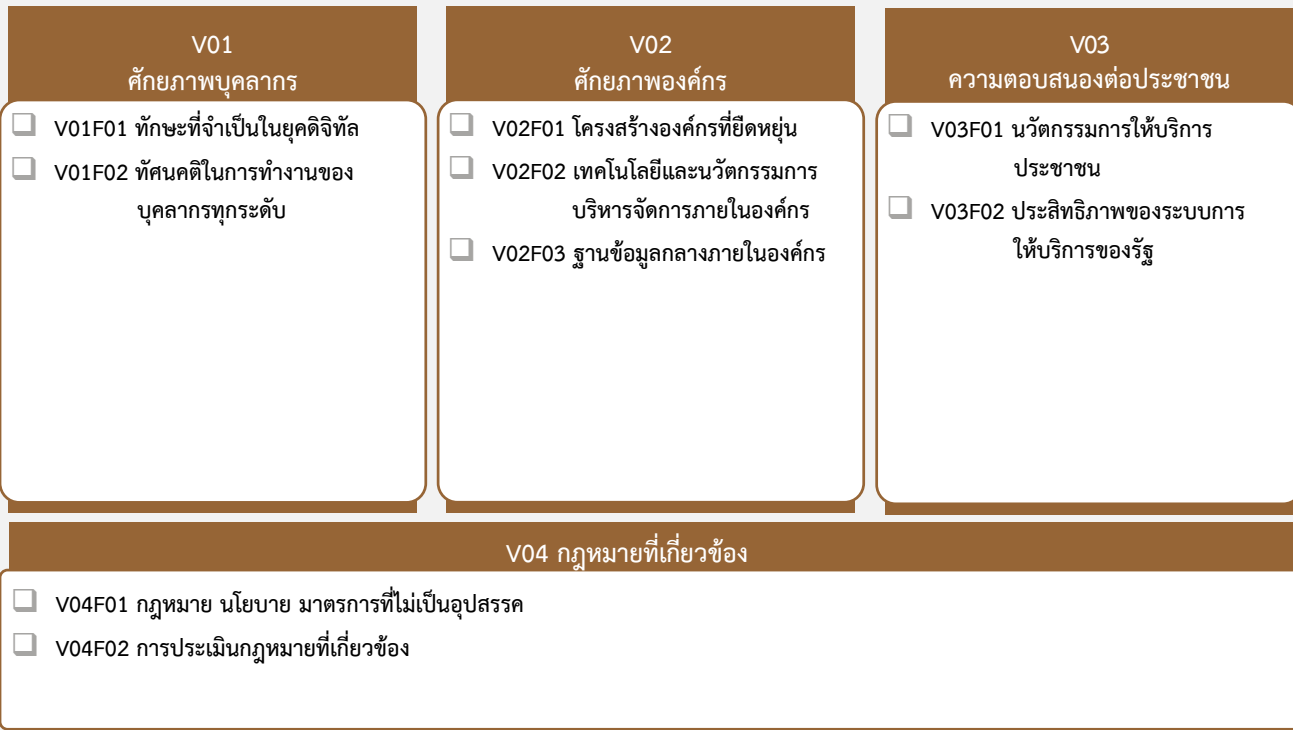 V01
ศักยภาพบุคลากร
V01F01 ทักษะที่จำเป็นในยุคดิจิทัล
V01F02 ทัศนคติในการทำงานของ
บุคลากรทุกระดับ
V02
ศักยภาพองค์กร
V02F01 โครงสร้างองค์กรที่ยืดหยุ่น
V02F02 เทคโนโลยีและนวัตกรรมการ
บริหารจัดการภายในองค์กร
V02F03 ฐานข้อมูลกลางภายในองค์กร
V03
ความตอบสนองต่อประชาชน
V03F01 นวัตกรรมการให้บริการ
ประชาชน
V03F02 ประสิทธิภาพของระบบการ
ให้บริการของรัฐ
V04 กฎหมายที่เกี่ยวข้อง
V04F01 กฎหมาย นโยบาย มาตรการที่ไม่เป็นอุปสรรค
V04F02 การประเมินกฎหมายที่เกี่ยวข้อง